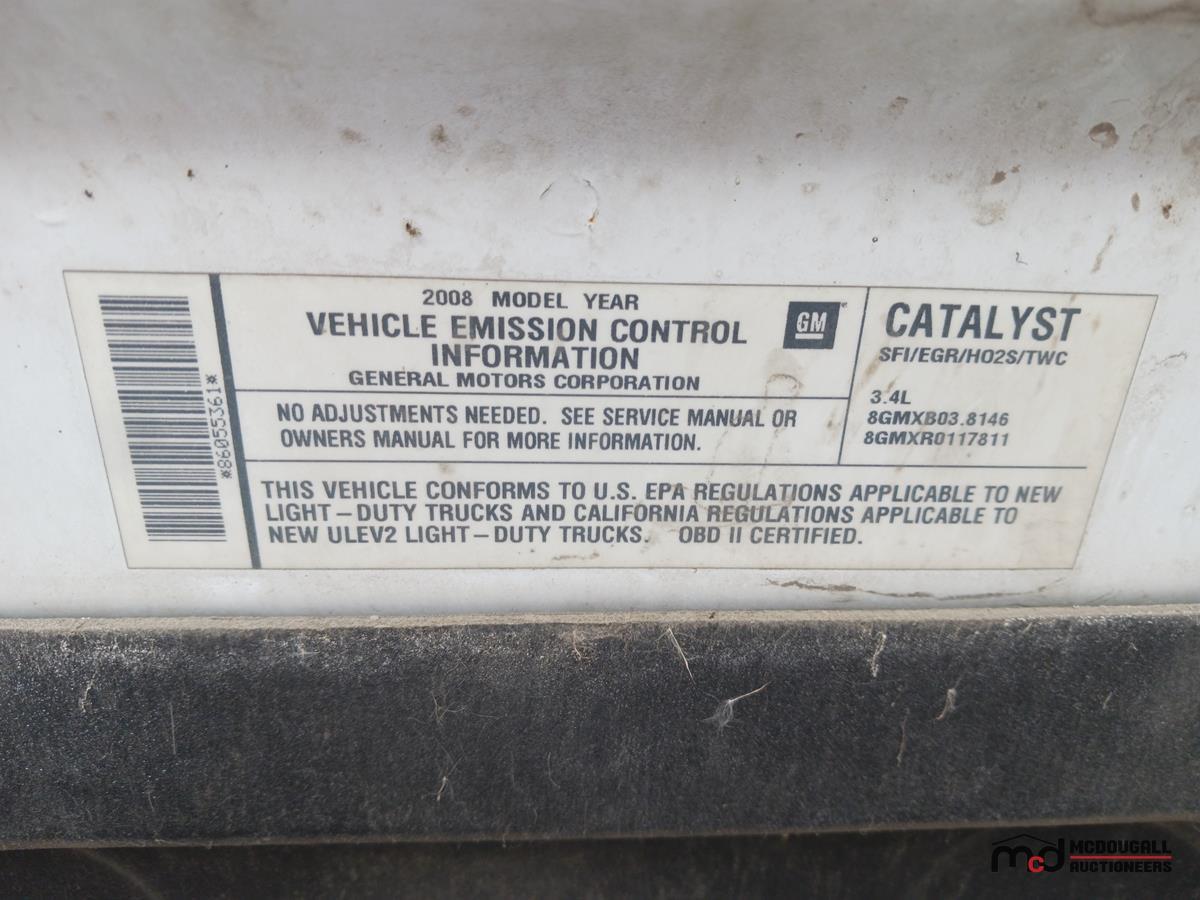 *86055361*
2008 MODEL YEAR
VEHICLE EMISSION CONTROL
INFORMATION
GENERAL MOTORS CORPORATION
GM
NO ADJUSTMENTS NEEDED. SEE SERVICE MANUAL OR
OWNERS MANUAL FOR MORE INFORMATION.
CATALYST
SFI/EGR/HO2S/TWC
3.4L
8GMXB03.8146
8GMXR0117811
THIS VEHICLE CONFORMS TO U.S. EPA REGULATIONS APPLICABLE TO NEW
LIGHT-DUTY TRUCKS AND CALIFORNIA REGULATIONS APPLICABLE TO
NEW ULEV2 LIGHT-DUTY TRUCKS. OBD II CERTIFIED.
mcd MCDOUGALL
AUCTIONEERS